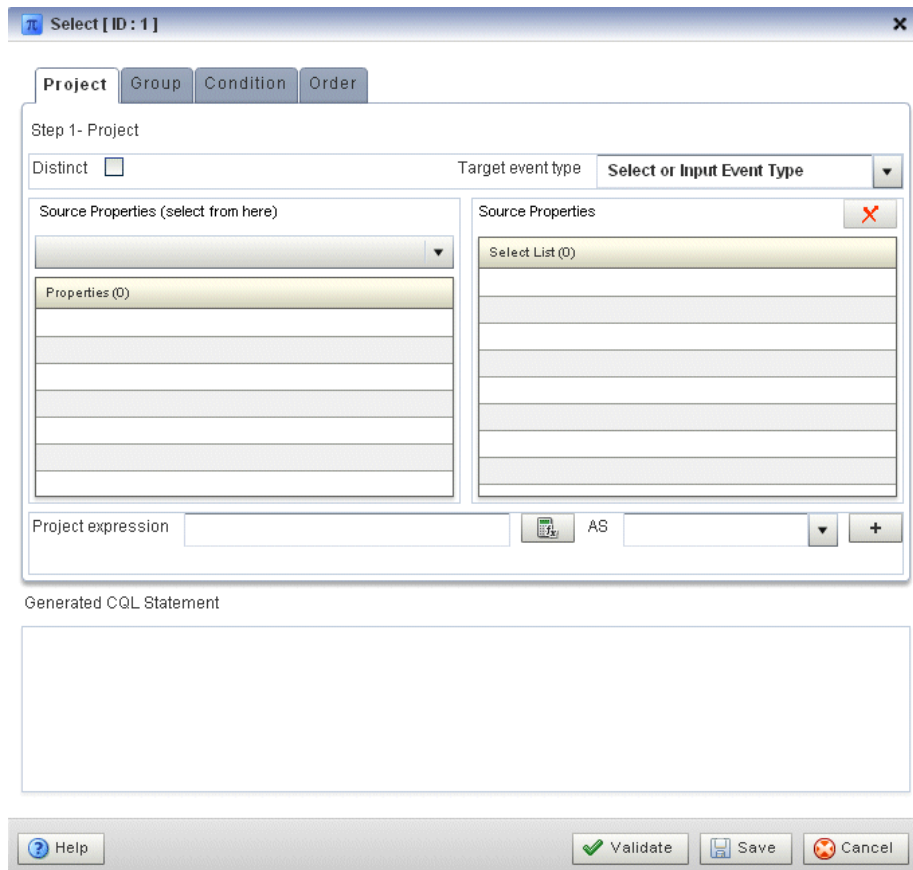 π Select [ ID : 1 ]
Project Group Condition Order
Step 1- Project
Distinct Target event type Select or Input Event Type
Source Properties (select from here) Source Properties
Select List (0)
Properties (0)
Project expression fx AS +
Generated CQL Statement
? Help Validate Save Cancel